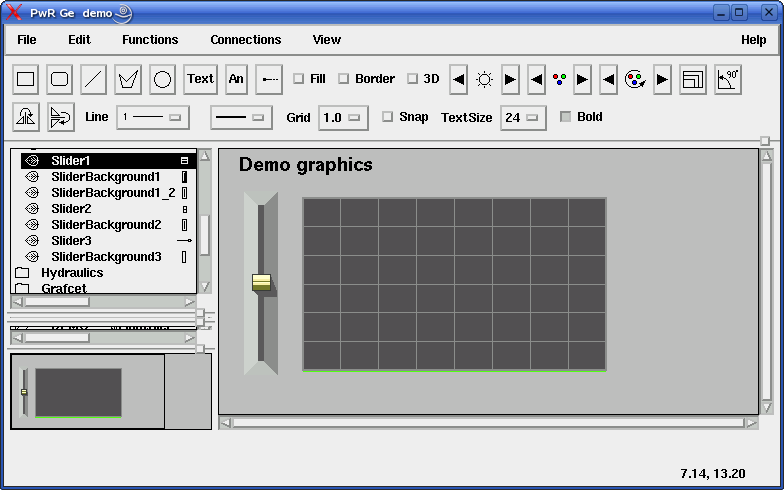 PwR Ge demo
File Edit Functions Connections View Help
Text An Fill Border 3D 90°
Line 1 Grid 1.0 Snap TextSize 24 Bold
Slider1
SliderBackground1
SliderBackground1_2
Slider2
SliderBackground2
Slider3
SliderBackground3
Hydraulics
Grafcet
Demo graphics
7.14, 13.20